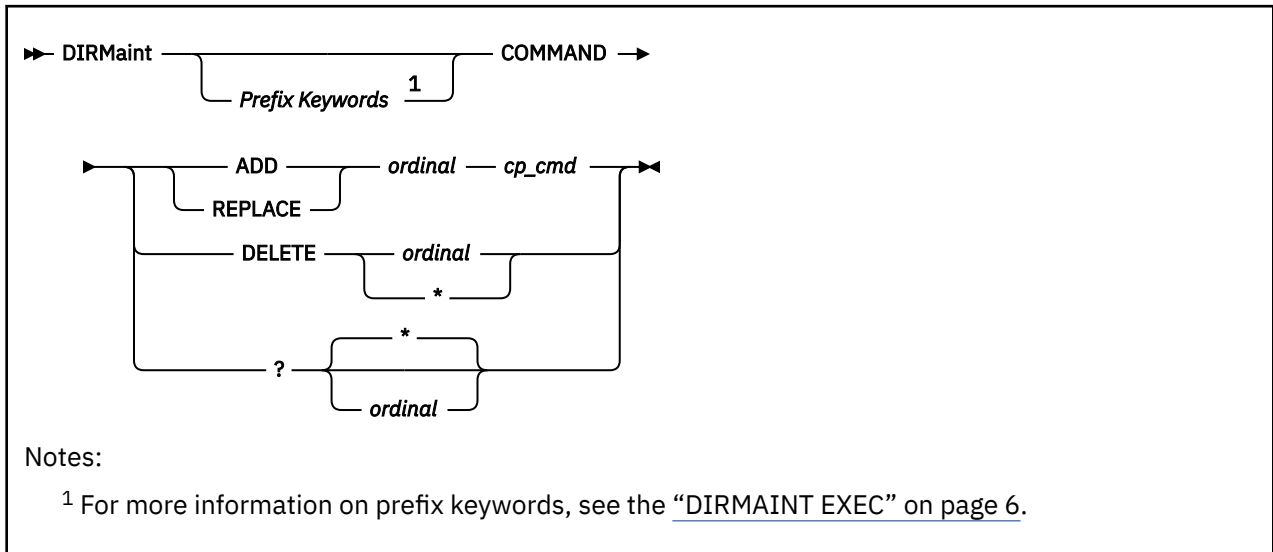 DIRMaint COMMAND
Prefix Keywords 1
ADD ordinal cp_cmd
REPLACE
DELETE ordinal
*
*
?
ordinal
Notes:
1 For more information on prefix keywords, see the “DIRMAINT EXEC” on page 6.